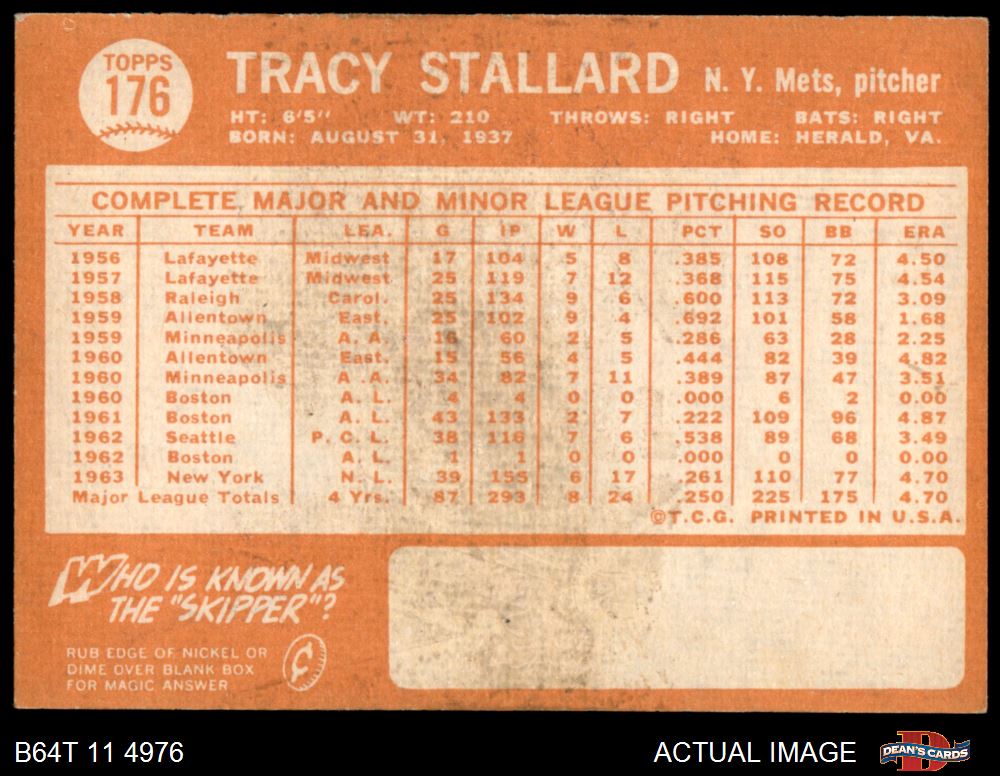 TOPPS
176
TRACY STALLARD N. Y. Mets, pitcher
HT: 6'5" WT: 210 THROWS: RIGHT BATS: RIGHT
BORN: AUGUST 31, 1937 HOME: HERALD, VA.
COMPLETE MAJOR AND MINOR LEAGUE PITCHING RECORD
YEAR TEAM LEA. G IP W L PCT SO BB ERA
1956 Lafayette Midwest 17 104 5 8 .385 108 72 4.50
1957 Lafayette Midwest 25 119 7 12 .368 115 75 4.54
1958 Raleigh Carol. 25 134 9 6 .600 113 72 3.09
1959 Allentown East. 25 102 9 4 .692 101 58 1.68
1959 Minneapolis A. A. 16 60 2 5 .286 63 28 2.25
1960 Allentown East. 15 56 4 5 .444 82 39 4.82
1960 Minneapolis A. A. 34 82 7 11 .389 87 47 3.51
1960 Boston A. L. 4 4 0 0 .000 6 2 0.00
1961 Boston A. L. 43 133 2 7 .222 109 96 4.87
1962 Seattle P. C. L. 38 116 7 6 .538 89 68 3.49
1962 Boston A. L. 1 1 0 0 .000 0 0 0.00
1963 New York N. L. 39 155 6 17 .261 110 77 4.70
Major League Totals 4 Yrs. 87 293 8 24 .250 225 175 4.70
©T.C.G. PRINTED IN U.S.A.
WHO IS KNOWN AS
THE "SKIPPER"?
RUB EDGE OF NICKEL OR
DIME OVER BLANK BOX
FOR MAGIC ANSWER
¢
B64T 11 4976 ACTUAL IMAGE D DEAN'S CARDS